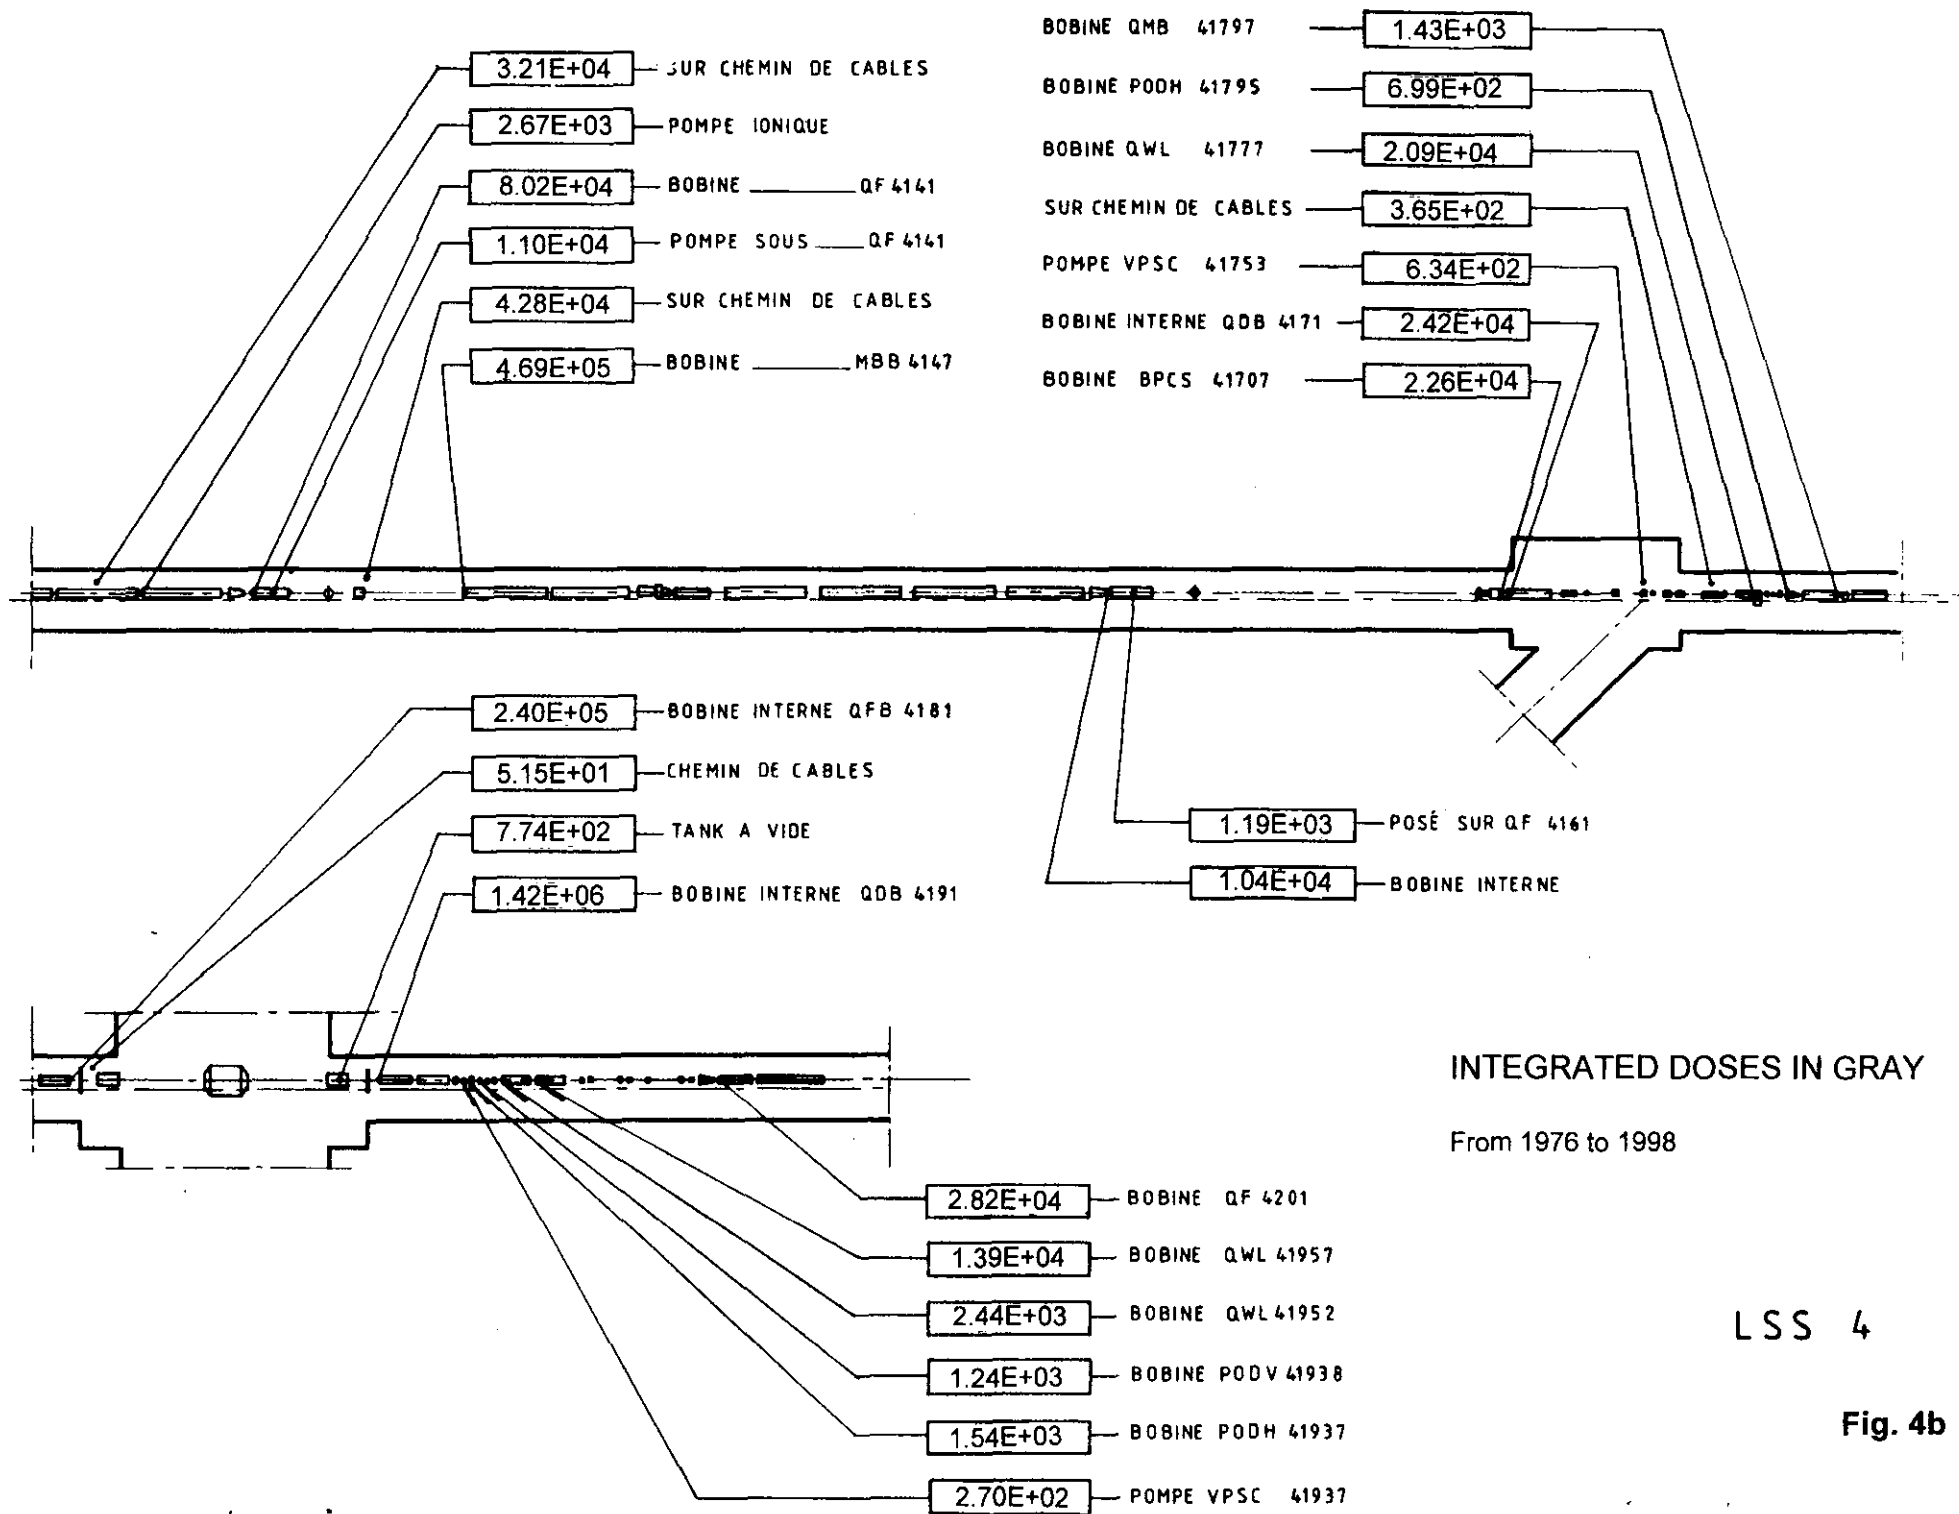 3.21E+04 SUR CHEMIN DE CABLES
2.67E+03 POMPE IONIQUE
8.02E+04 BOBINE QF 4141
1.10E+04 POMPE SOUS QF 4141
4.28E+04 SUR CHEMIN DE CABLES
4.69E+05 BOBINE MBB 4147
BOBINE QMB 41797 1.43E+03
BOBINE PODH 41795 6.99E+02
BOBINE QWL 41777 2.09E+04
SUR CHEMIN DE CABLES 3.65E+02
POMPE VPSC 41753 6.34E+02
BOBINE INTERNE QDB 4171 2.42E+04
BOBINE BPCS 41707 2.26E+04
2.40E+05 BOBINE INTERNE QFB 4181
5.15E+01 CHEMIN DE CABLES
7.74E+02 TANK A VIDE
1.42E+06 BOBINE INTERNE QDB 4191
1.19E+03 POSÉ SUR QF 4161
1.04E+04 BOBINE INTERNE
2.82E+04 BOBINE QF 4201
1.39E+04 BOBINE QWL 41957
2.44E+03 BOBINE QWL 41952
1.24E+03 BOBINE PODV 41938
1.54E+03 BOBINE PODH 41937
2.70E+02 POMPE VPSC 41937
INTEGRATED DOSES IN GRAY
From 1976 to 1998
LSS 4
Fig. 4b